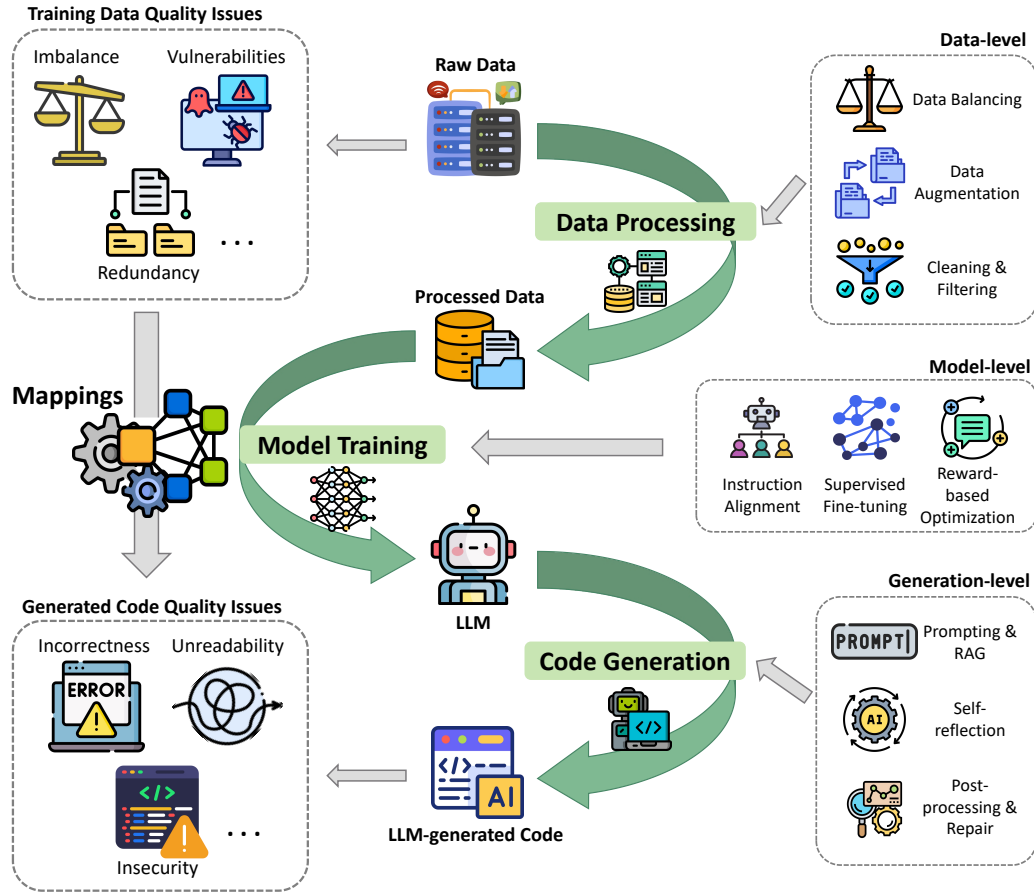 Training Data Quality Issues
Imbalance
Vulnerabilities
Redundancy
...
Raw Data
Data Processing
Processed Data
Data-level
Data Balancing
Data
Augmentation
Cleaning &
Filtering
Mappings
Model Training
Model-level
Instruction
Alignment
Supervised
Fine-tuning
Reward-
based
Optimization
LLM
Generated Code Quality Issues
Incorrectness
ERROR
Unreadability
</>
Insecurity
...
Code Generation
</>
</>
AI
LLM-generated Code
Generation-level
PROMPT
Prompting &
RAG
AI
Self-
reflection
Post-
processing &
Repair